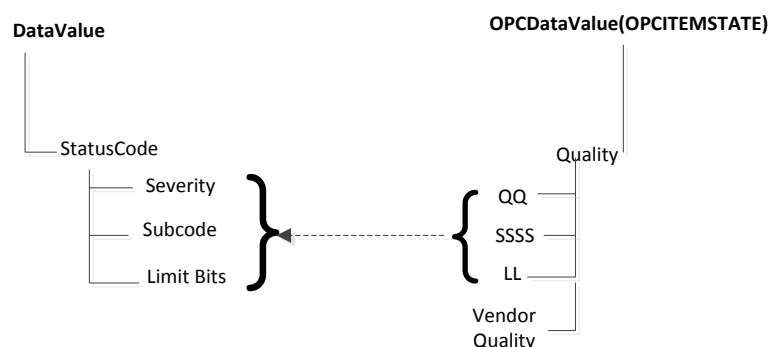 DataValue
OPCDataValue(OPCITEMSTATE)
StatusCode
Quality
Severity
QQ
Subcode
SSSS
Limit Bits
LL
Vendor
Quality